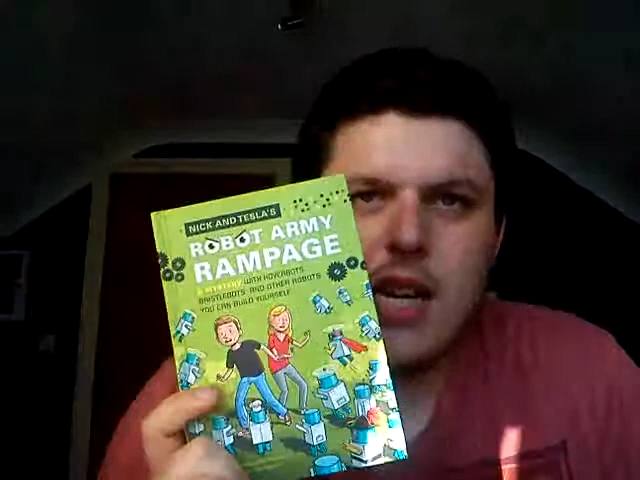 NICK AND TESLA'S
ROBOT ARMY
RAMPAGE
A MYSTERY WITH HOVERBOTS,
BRISTLEBOTS, AND OTHER ROBOTS
YOU CAN BUILD YOURSELF